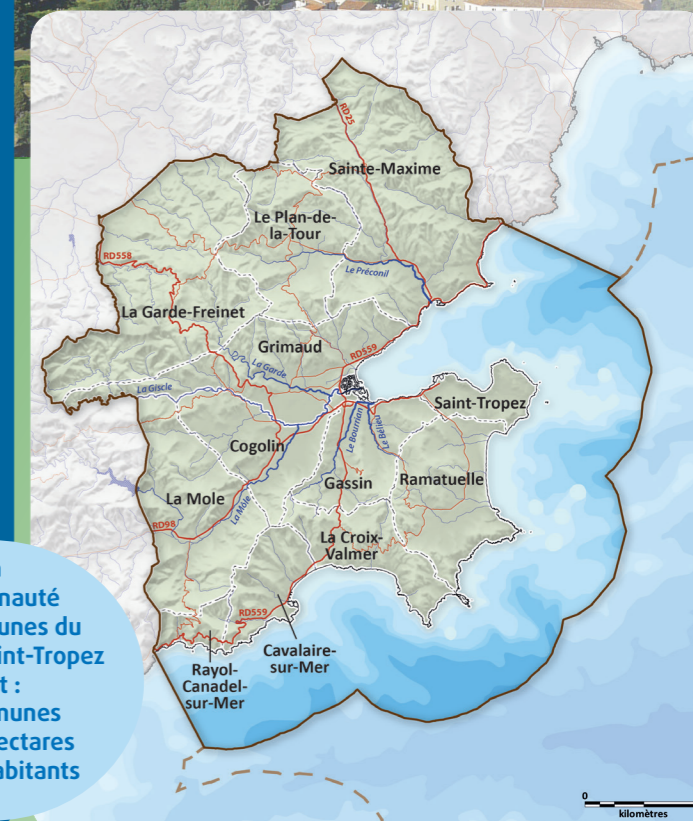 RD25
Sainte-Maxime
Le Plan-de-
la-Tour
RD558
Le Préconil
La Garde-Freinet
Grimaud
RD559
La Garde
La Giscle
Saint-Tropez
Le Bourrian
Le Bélieu
Cogolin
Gassin
Ramatuelle
La Mole
La Môle
RD98
La Croix-
Valmer
RD559
Cavalaire-
sur-Mer
Rayol-
Canadel-
sur-Mer
nauté
unes du
int-Tropez
t :
munes
ectares
abitants
0
kilomètres